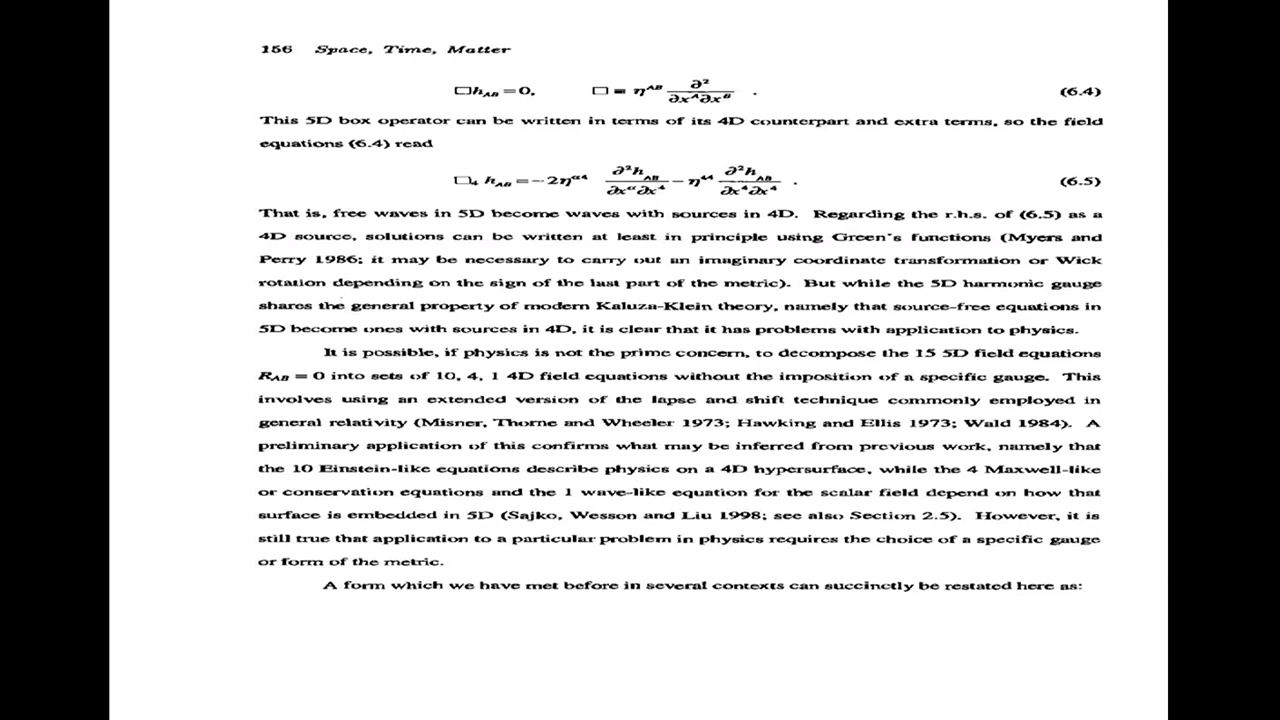 156 Space, Time, Matter
□h_AB = 0, □ ≡ η^AB ∂²/∂x^A∂x^B . (6.4)
This 5D box operator can be written in terms of its 4D counterpart and extra terms, so the field
equations (6.4) read
□₄ h_AB = −2η^α4 ∂²h_AB/∂x^α∂x^4 − η^44 ∂²h_AB/∂x^4∂x^4 . (6.5)
That is, free waves in 5D become waves with sources in 4D. Regarding the r.h.s. of (6.5) as a
4D source, solutions can be written at least in principle using Green's functions (Myers and
Perry 1986; it may be necessary to carry out an imaginary coordinate transformation or Wick
rotation depending on the sign of the last part of the metric). But while the 5D harmonic gauge
shares the general property of modern Kaluza-Klein theory, namely that source-free equations in
5D become ones with sources in 4D, it is clear that it has problems with application to physics.
It is possible, if physics is not the prime concern, to decompose the 15 5D field equations
R_AB = 0 into sets of 10, 4, 1 4D field equations without the imposition of a specific gauge. This
involves using an extended version of the lapse and shift technique commonly employed in
general relativity (Misner, Thorne and Wheeler 1973; Hawking and Ellis 1973; Wald 1984). A
preliminary application of this confirms what may be inferred from previous work, namely that
the 10 Einstein-like equations describe physics on a 4D hypersurface, while the 4 Maxwell-like
or conservation equations and the 1 wave-like equation for the scalar field depend on how that
surface is embedded in 5D (Sajko, Wesson and Liu 1998; see also Section 2.5). However, it is
still true that application to a particular problem in physics requires the choice of a specific gauge
or form of the metric.
A form which we have met before in several contexts can succinctly be restated here as: